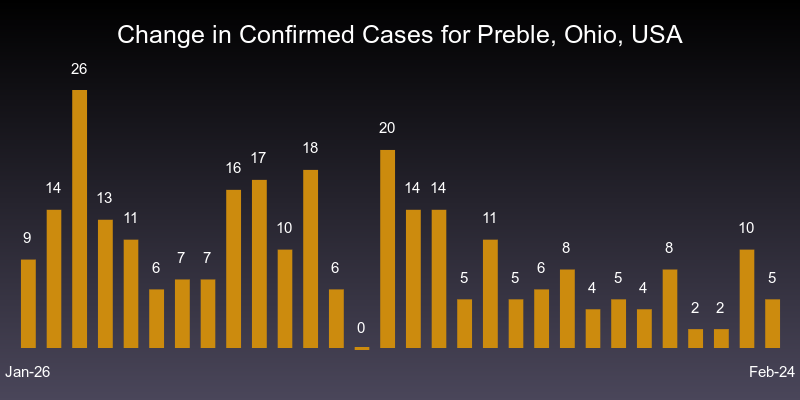 Change in Confirmed Cases for Preble, Ohio, USA
9 14 26 13 11 6 7 7 16 17 10 18 6 0 20 14 14 5 11 5 6 8 4 5 4 8 2 2 10 5
Jan-26 Feb-24